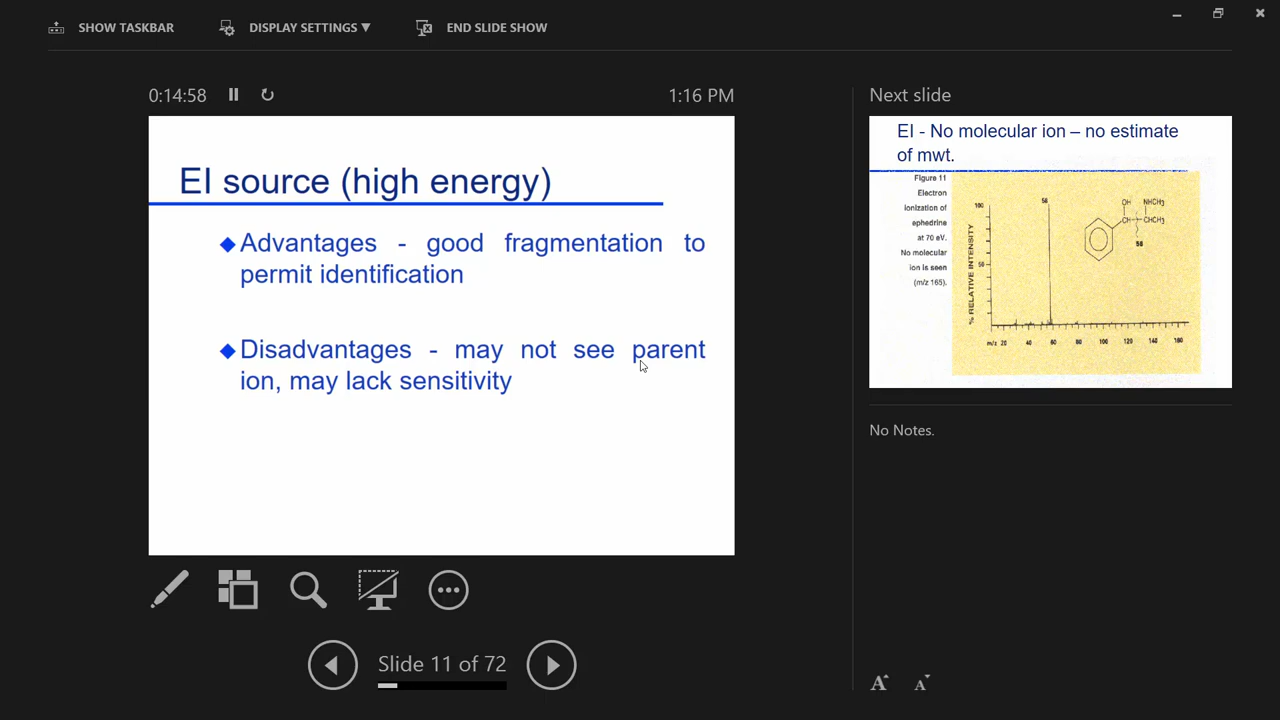 SHOW TASKBAR
DISPLAY SETTINGS ▼
END SLIDE SHOW
0:14:58
1:16 PM
EI source (high energy)
Advantages - good fragmentation to
permit identification
Disadvantages - may not see parent
ion, may lack sensitivity
Slide 11 of 72
Next slide
EI - No molecular ion – no estimate
of mwt.
Figure 11
Electron
ionization of
ephedrine
at 70 eV.
No molecular
ion is seen
(m/z 165).
% RELATIVE INTENSITY
100
50
58
OH NHCH₃
CH CHCH₃
58
m/z 20 40 60 80 100 120 140 160
No Notes.
A A